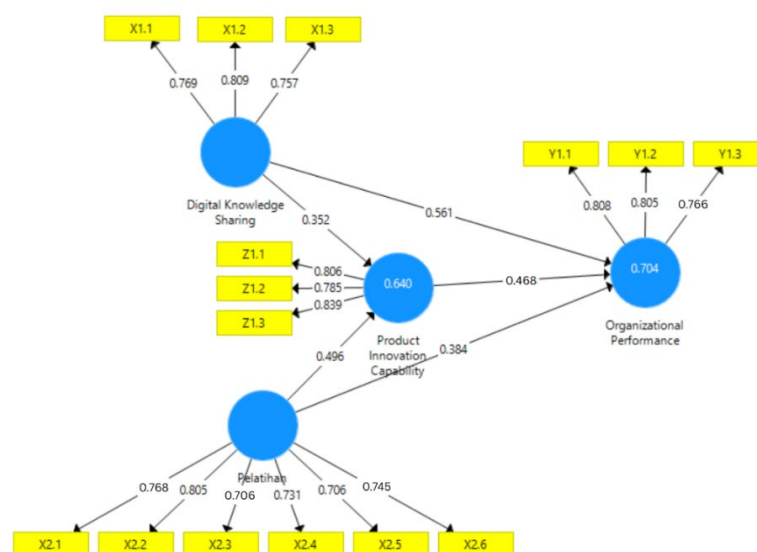 X1.1
X1.2
X1.3
0.769
0.809
0.757
Digital Knowledge
Sharing
0.352
0.561
Y1.1
Y1.2
Y1.3
0.808
0.805
0.766
Z1.1
Z1.2
Z1.3
0.806
0.785
0.839
0.640
Product
Innovation
Capability
0.468
0.704
Organizational
Performance
0.496
0.384
Pelatihan
0.768
0.805
0.706
0.731
0.706
0.745
X2.1
X2.2
X2.3
X2.4
X2.5
X2.6